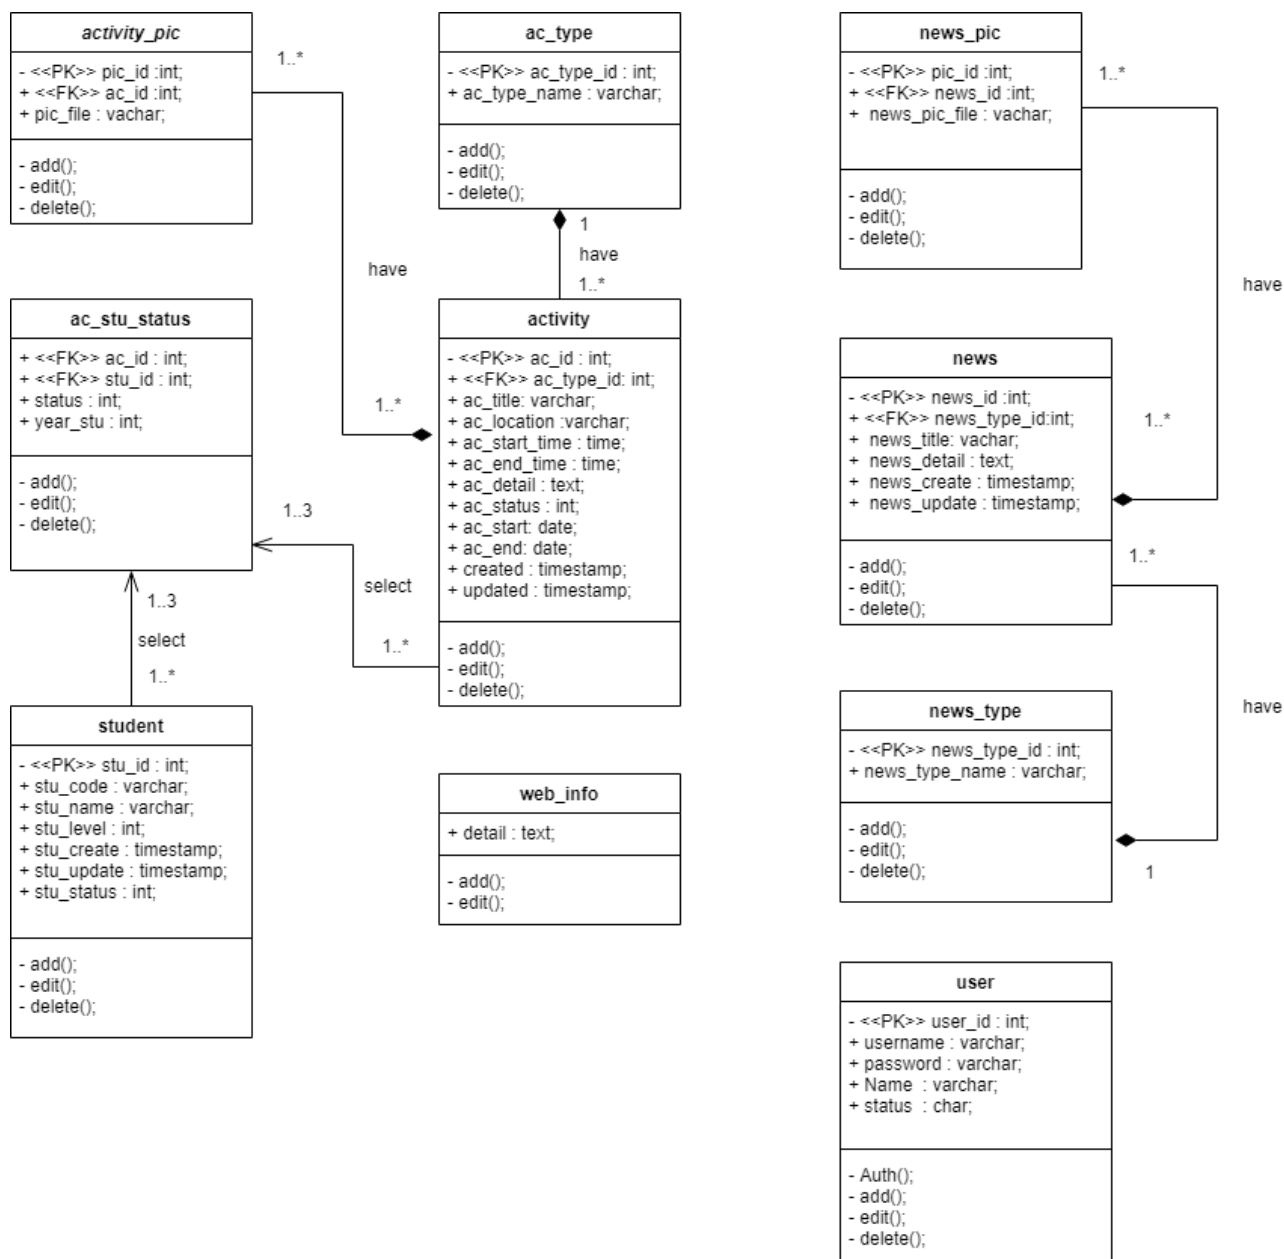 activity_pic
- <<PK>> pic_id :int;
+ <<FK>> ac_id :int;
+ pic_file : vachar;
- add();
- edit();
- delete();
1..*
have
1..*
ac_type
- <<PK>> ac_type_id : int;
+ ac_type_name : varchar;
- add();
- edit();
- delete();
1
have
1..*
activity
- <<PK>> ac_id : int;
+ <<FK>> ac_type_id: int;
+ ac_title: varchar;
+ ac_location :varchar;
+ ac_start_time : time;
+ ac_end_time : time;
+ ac_detail : text;
+ ac_status : int;
+ ac_start: date;
+ ac_end: date;
+ created : timestamp;
+ updated : timestamp;
- add();
- edit();
- delete();
ac_stu_status
+ <<FK>> ac_id : int;
+ <<FK>> stu_id : int;
+ status : int;
+ year_stu : int;
- add();
- edit();
- delete();
1..3
select
1..*
1..3
select
1..*
student
- <<PK>> stu_id : int;
+ stu_code : varchar;
+ stu_name : varchar;
+ stu_level : int;
+ stu_create : timestamp;
+ stu_update : timestamp;
+ stu_status : int;
- add();
- edit();
- delete();
web_info
+ detail : text;
- add();
- edit();
news_pic
- <<PK>> pic_id :int;
+ <<FK>> news_id :int;
+ news_pic_file : vachar;
- add();
- edit();
- delete();
1..*
have
1..*
news
- <<PK>> news_id :int;
+ <<FK>> news_type_id:int;
+ news_title: vachar;
+ news_detail : text;
+ news_create : timestamp;
+ news_update : timestamp;
- add();
- edit();
- delete();
1..*
have
1
news_type
- <<PK>> news_type_id : int;
+ news_type_name : varchar;
- add();
- edit();
- delete();
user
- <<PK>> user_id : int;
+ username : varchar;
+ password : varchar;
+ Name : varchar;
+ status : char;
- Auth();
- add();
- edit();
- delete();